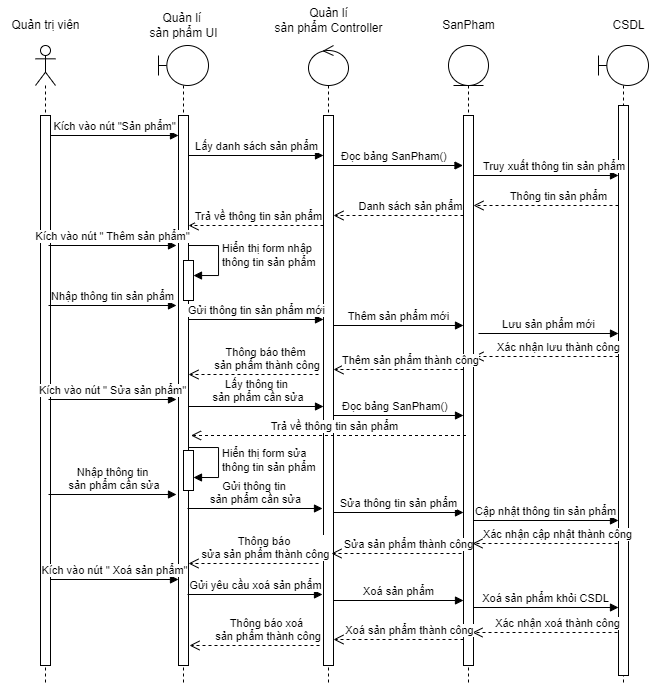 Quản trị viên
Quản lí
sản phẩm UI
Quản lí
sản phẩm Controller
SanPham
CSDL
Kích vào nút "Sản phẩm"
Lấy danh sách sản phẩm
Đọc bảng SanPham()
Truy xuất thông tin sản phẩm
Thông tin sản phẩm
Danh sách sản phẩm
Trả về thông tin sản phẩm
Kích vào nút " Thêm sản phẩm"
Hiển thị form nhập
thông tin sản phẩm
Nhập thông tin sản phẩm
Gửi thông tin sản phẩm mới
Thêm sản phẩm mới
Lưu sản phẩm mới
Xác nhận lưu thành công
Thêm sản phẩm thành công
Thông báo thêm
sản phẩm thành công
Kích vào nút " Sửa sản phẩm"
Lấy thông tin
sản phẩm cần sửa
Đọc bảng SanPham()
Trả về thông tin sản phẩm
Hiển thị form sửa
thông tin sản phẩm
Nhập thông tin
sản phẩm cần sửa
Gửi thông tin
sản phẩm cần sửa
Sửa thông tin sản phẩm
Cập nhật thông tin sản phẩm
Xác nhận cập nhật thành công
Sửa sản phẩm thành công
Thông báo
sửa sản phẩm thành công
Kích vào nút " Xoá sản phẩm"
Gửi yêu cầu xoá sản phẩm
Xoá sản phẩm
Xoá sản phẩm khỏi CSDL
Xác nhận xoá thành công
Xoá sản phẩm thành công
Thông báo xoá
sản phẩm thành công